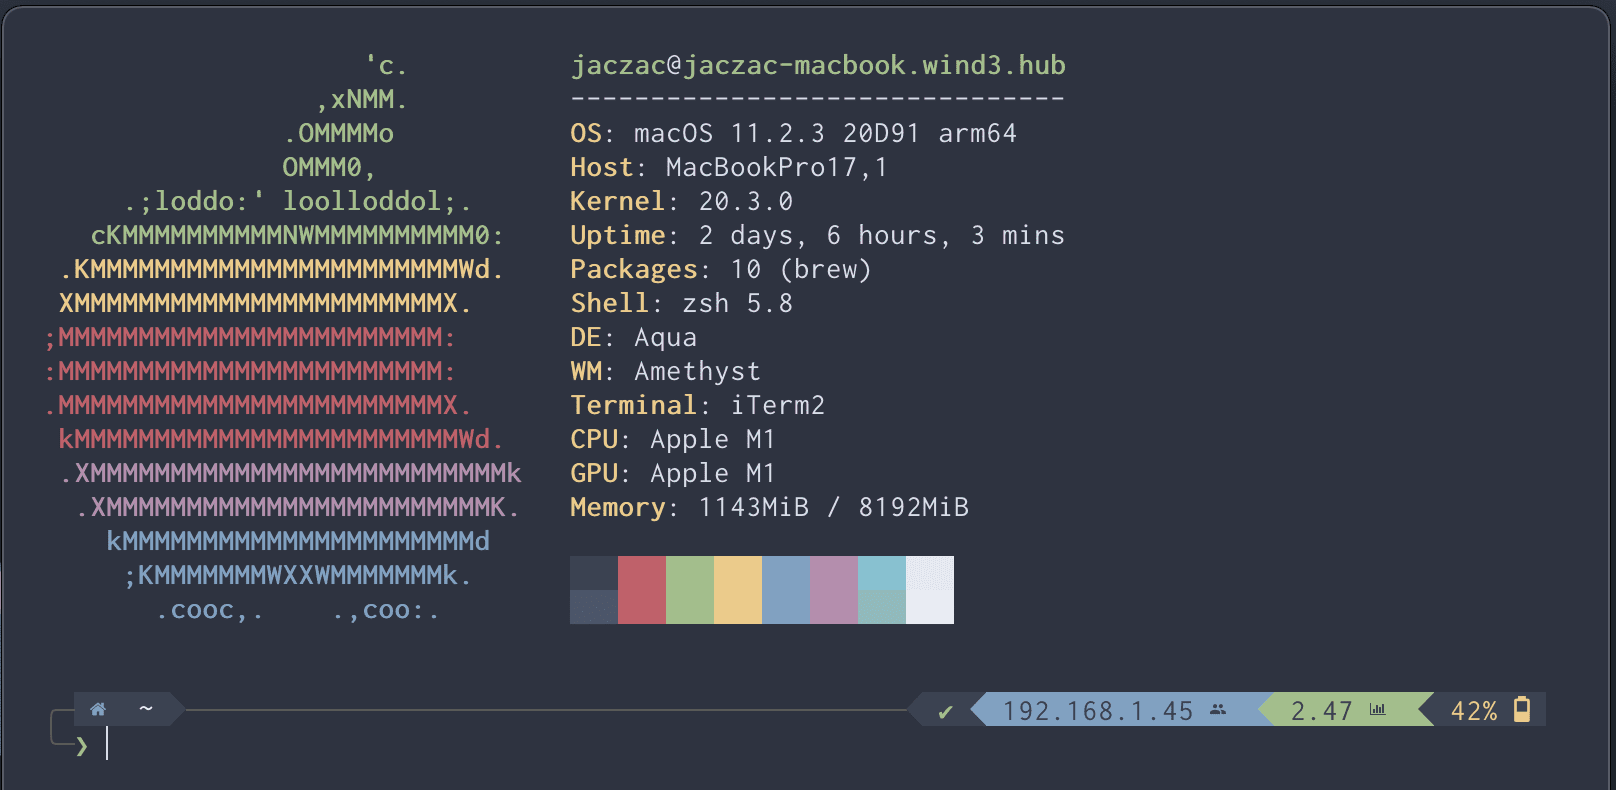 'c.
,xNMM.
.OMMMMo
OMMM0,
.;loddo:' loolloddol;.
cKMMMMMMMMMMNWMMMMMMMMMM0:
.KMMMMMMMMMMMMMMMMMMMMMMMWd.
XMMMMMMMMMMMMMMMMMMMMMMMX.
;MMMMMMMMMMMMMMMMMMMMMMMM:
:MMMMMMMMMMMMMMMMMMMMMMMM:
.MMMMMMMMMMMMMMMMMMMMMMMMX.
kMMMMMMMMMMMMMMMMMMMMMMMMWd.
.XMMMMMMMMMMMMMMMMMMMMMMMMMMk
.XMMMMMMMMMMMMMMMMMMMMMMMMK.
kMMMMMMMMMMMMMMMMMMMMMMd
;KMMMMMMMWXXWMMMMMMMk.
.cooc,.    .,coo:.
jaczac@jaczac-macbook.wind3.hub
-------------------------------
OS: macOS 11.2.3 20D91 arm64
Host: MacBookPro17,1
Kernel: 20.3.0
Uptime: 2 days, 6 hours, 3 mins
Packages: 10 (brew)
Shell: zsh 5.8
DE: Aqua
WM: Amethyst
Terminal: iTerm2
CPU: Apple M1
GPU: Apple M1
Memory: 1143MiB / 8192MiB
~ ✔ 192.168.1.45 2.47 42%
❯